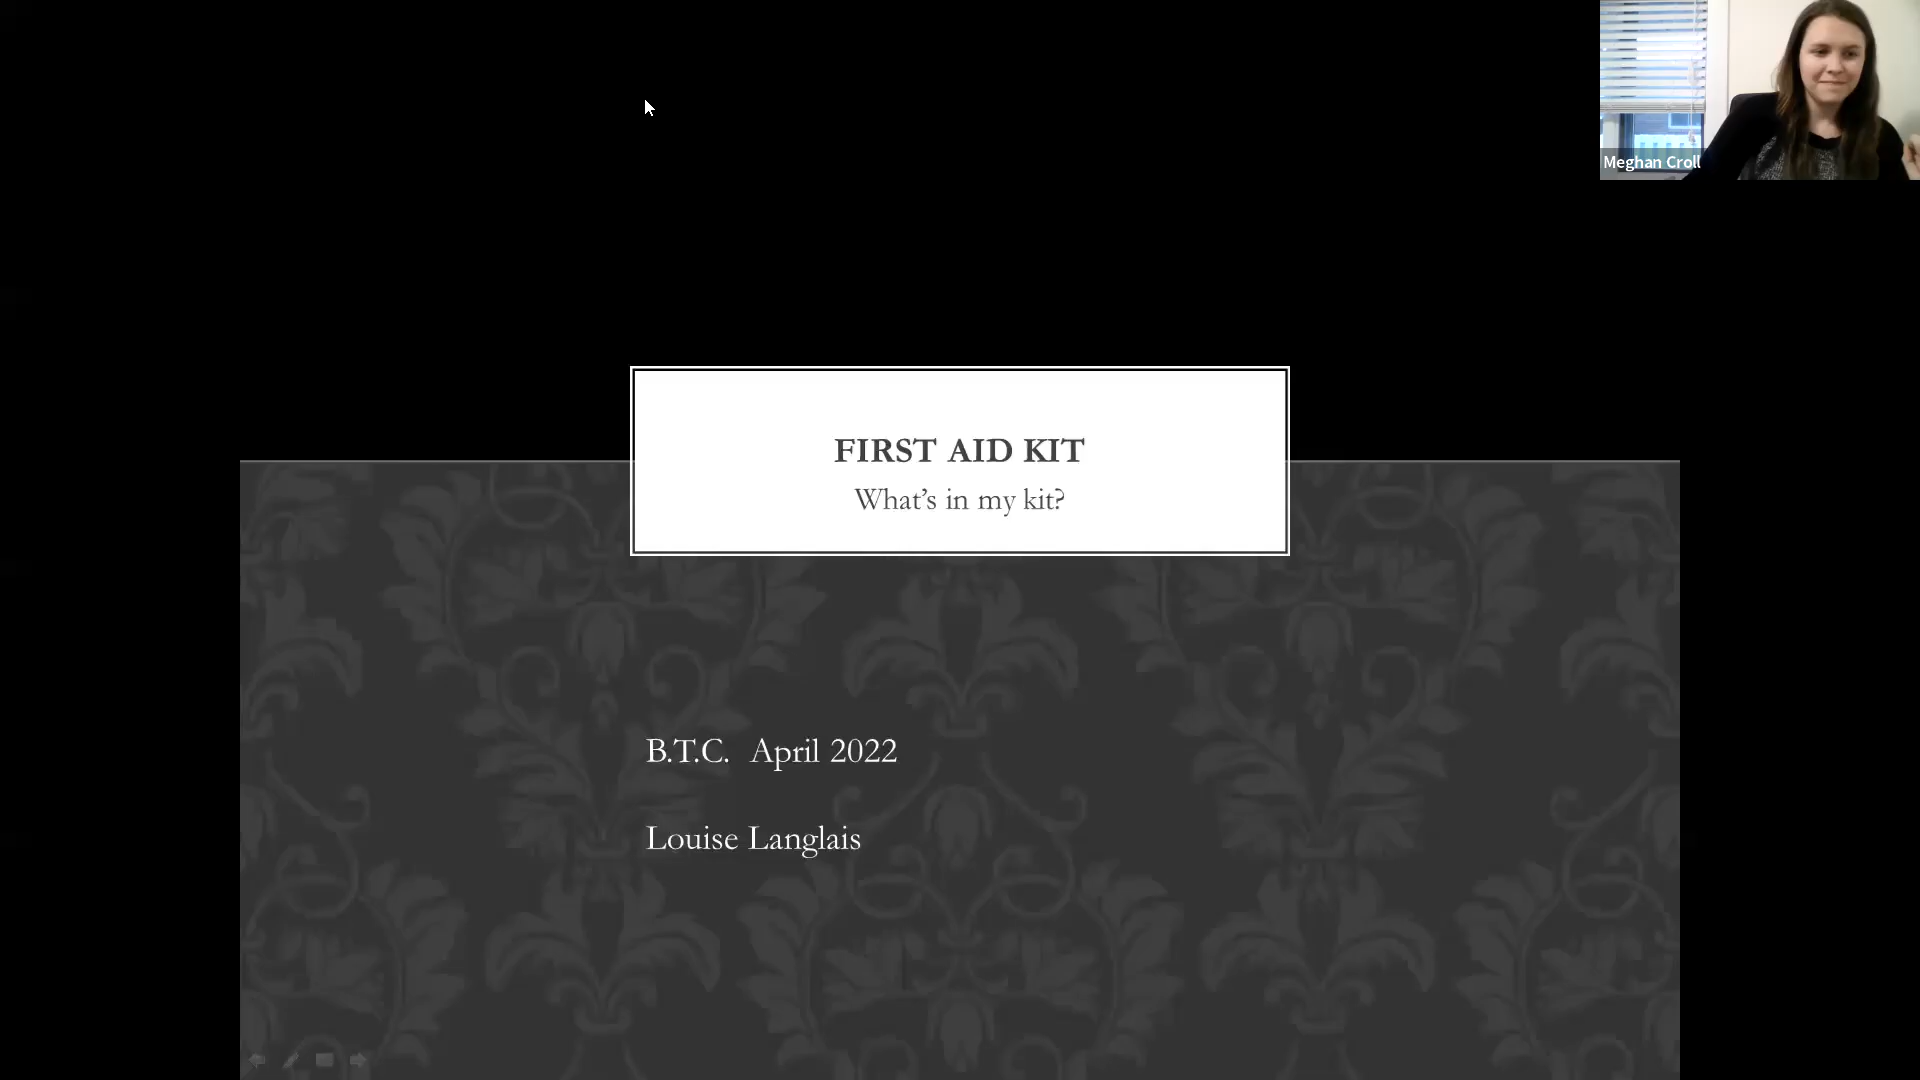 Meghan Croll
FIRST AID KIT
What's in my kit?
B.T.C. April 2022
Louise Langlais